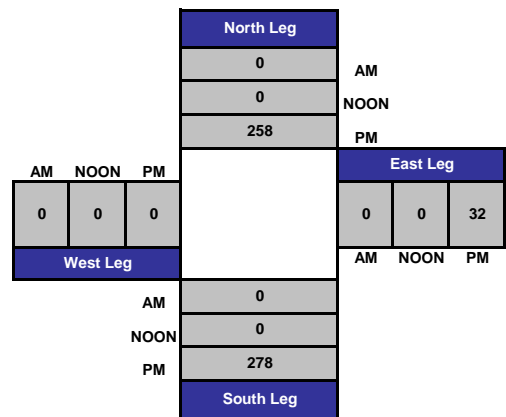 North Leg
0 AM
0 NOON
258 PM
AM NOON PM East Leg
0 0 0 0 0 32
West Leg AM NOON PM
AM 0
NOON 0
PM 278
South Leg